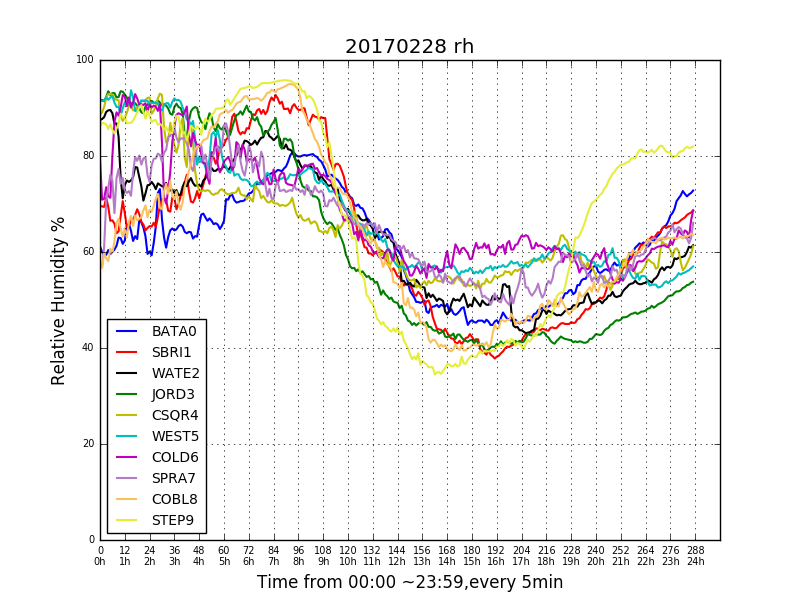 20170228 rh
100
80
60
40
20
0
Relative Humidity %
BATA0
SBRI1
WATE2
JORD3
CSQR4
WEST5
COLD6
SPRA7
COBL8
STEP9
0 12 24 36 48 60 72 84 96 108 120 132 144 156 168 180 192 204 216 228 240 252 264 276 288
0h 1h 2h 3h 4h 5h 6h 7h 8h 9h 10h 11h 12h 13h 14h 15h 16h 17h 18h 19h 20h 21h 22h 23h 24h
Time from 00:00 ~23:59,every 5min